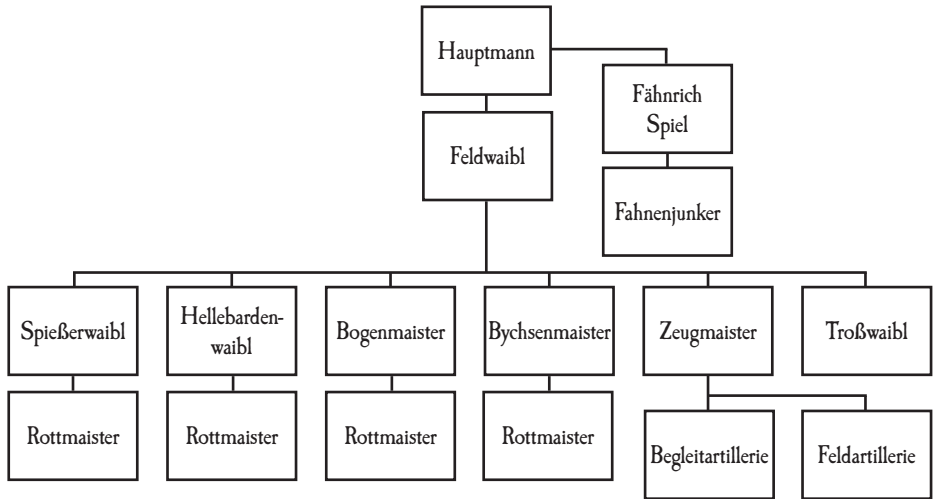 Hauptmann
Fähnrich
Spiel
Feldwaibl
Fahnenjunker
Spießerwaibl
Hellebarden-
waibl
Bogenmaister
Bychsenmaister
Zeugmaister
Troßwaibl
Rottmaister
Rottmaister
Rottmaister
Rottmaister
Begleitartillerie
Feldartillerie